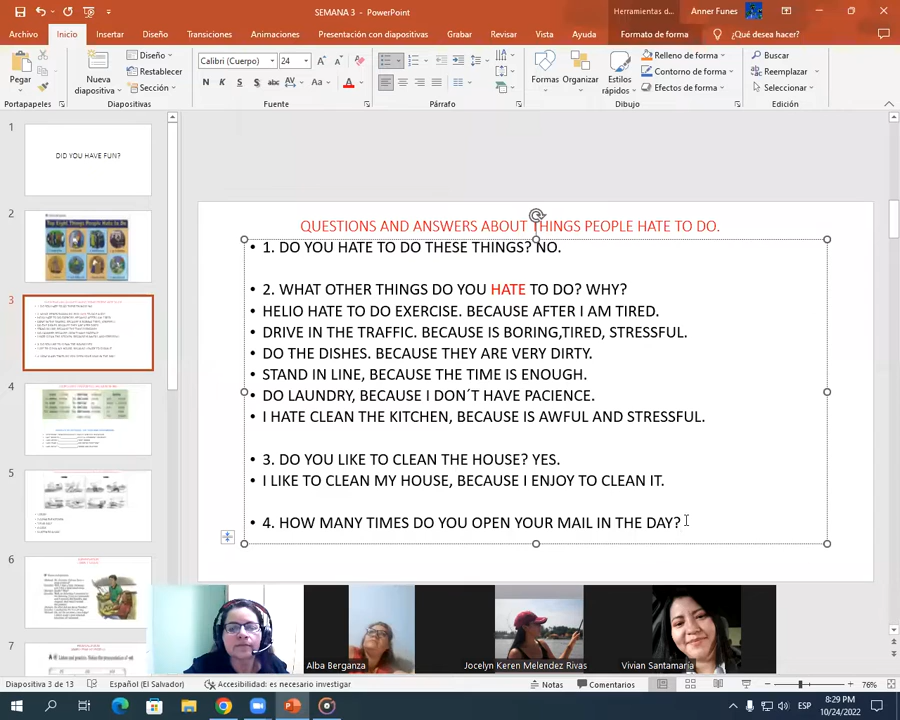 SEMANA 3 - PowerPoint
Herramientas d...
Anner Funes
Archivo Inicio Insertar Diseño Transiciones Animaciones Presentación con diapositivas Grabar Revisar Vista Ayuda Formato de forma ¿Qué desea hacer?
Pegar
Nueva diapositiva
Diseño
Restablecer
Sección
Calibri (Cuerpo) 24
N K S S abc AV Aa A
Formas
Organizar
Estilos rápidos
Relleno de forma
Contorno de forma
Efectos de forma
Buscar
Reemplazar
Seleccionar
Portapapeles Diapositivas Fuente Párrafo Dibujo Edición
1
DID YOU HAVE FUN?
2
3
4
5
6
7
QUESTIONS AND ANSWERS ABOUT THINGS PEOPLE HATE TO DO.
• 1. DO YOU HATE TO DO THESE THINGS? NO.
• 2. WHAT OTHER THINGS DO YOU HATE TO DO? WHY?
• HELIO HATE TO DO EXERCISE. BECAUSE AFTER I AM TIRED.
• DRIVE IN THE TRAFFIC. BECAUSE IS BORING,TIRED, STRESSFUL.
• DO THE DISHES. BECAUSE THEY ARE VERY DIRTY.
• STAND IN LINE, BECAUSE THE TIME IS ENOUGH.
• DO LAUNDRY, BECAUSE I DON´T HAVE PACIENCE.
• I HATE CLEAN THE KITCHEN, BECAUSE IS AWFUL AND STRESSFUL.
• 3. DO YOU LIKE TO CLEAN THE HOUSE? YES.
• I LIKE TO CLEAN MY HOUSE, BECAUSE I ENJOY TO CLEAN IT.
• 4. HOW MANY TIMES DO YOU OPEN YOUR MAIL IN THE DAY?
Alba Berganza
Jocelyn Keren Melendez Rivas
Vivian Santamaria
Diapositiva 3 de 13 Español (El Salvador) Accesibilidad: es necesario investigar Notas Comentarios 76%
ESP
8:29 PM
10/24/2022